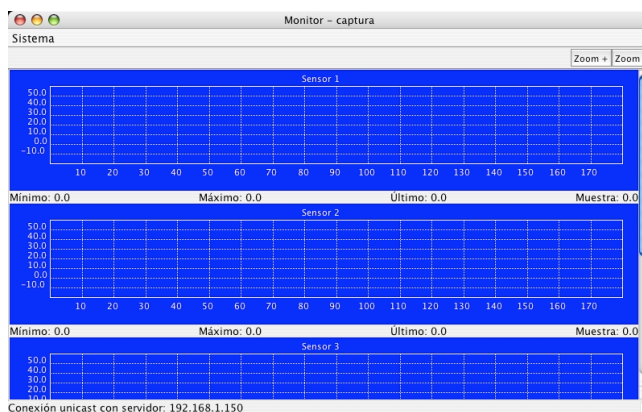 Monitor – captura
Sistema
Zoom + Zoom
Sensor 1
50.0
40.0
30.0
20.0
10.0
0.0
-10.0
10 20 30 40 50 60 70 80 90 100 110 120 130 140 150 160 170
Mínimo: 0.0 Máximo: 0.0 Último: 0.0 Muestra: 0.0
Sensor 2
50.0
40.0
30.0
20.0
10.0
0.0
-10.0
10 20 30 40 50 60 70 80 90 100 110 120 130 140 150 160 170
Mínimo: 0.0 Máximo: 0.0 Último: 0.0 Muestra: 0.0
Sensor 3
50.0
40.0
30.0
20.0
10.0
Conexión unicast con servidor: 192.168.1.150